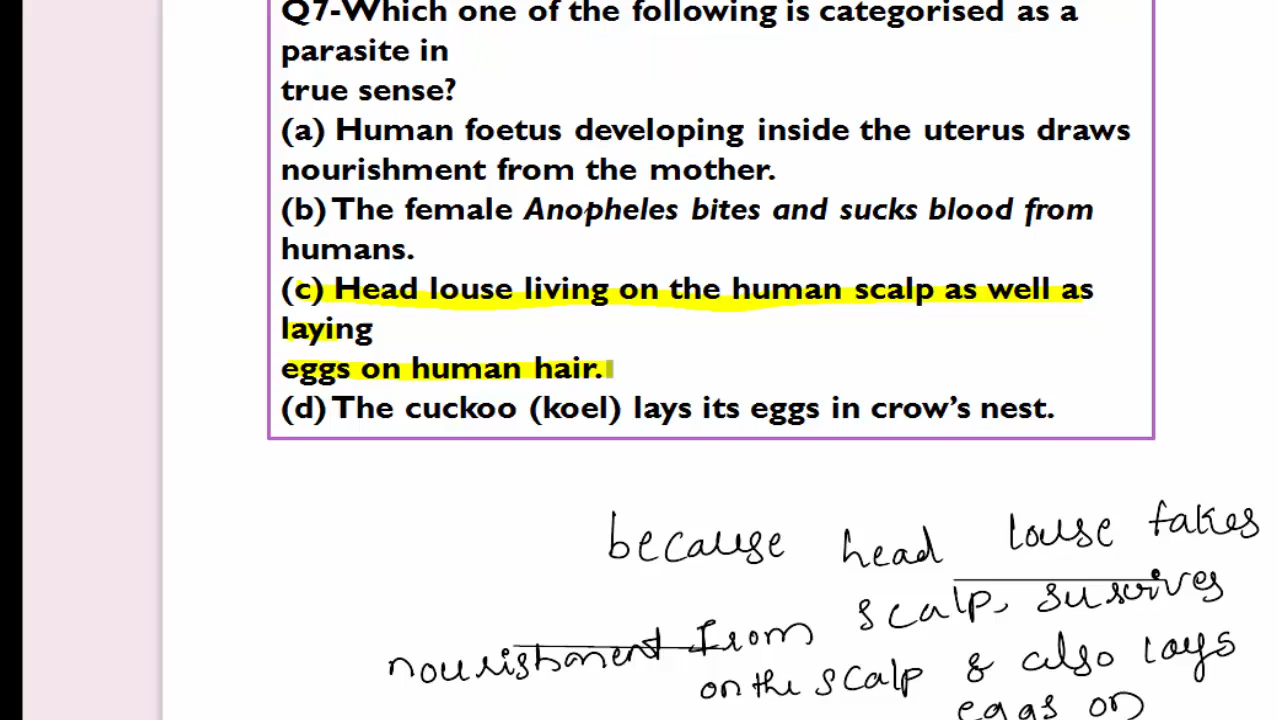 Q7-Which one of the following is categorised as a
parasite in
true sense?
(a) Human foetus developing inside the uterus draws
nourishment from the mother.
(b) The female Anopheles bites and sucks blood from
humans.
(c) Head louse living on the human scalp as well as
laying
eggs on human hair.
(d) The cuckoo (koel) lays its eggs in crow's nest.
because head louse takes
nourishment from scalp, survives
on the scalp & also lays
eggs on